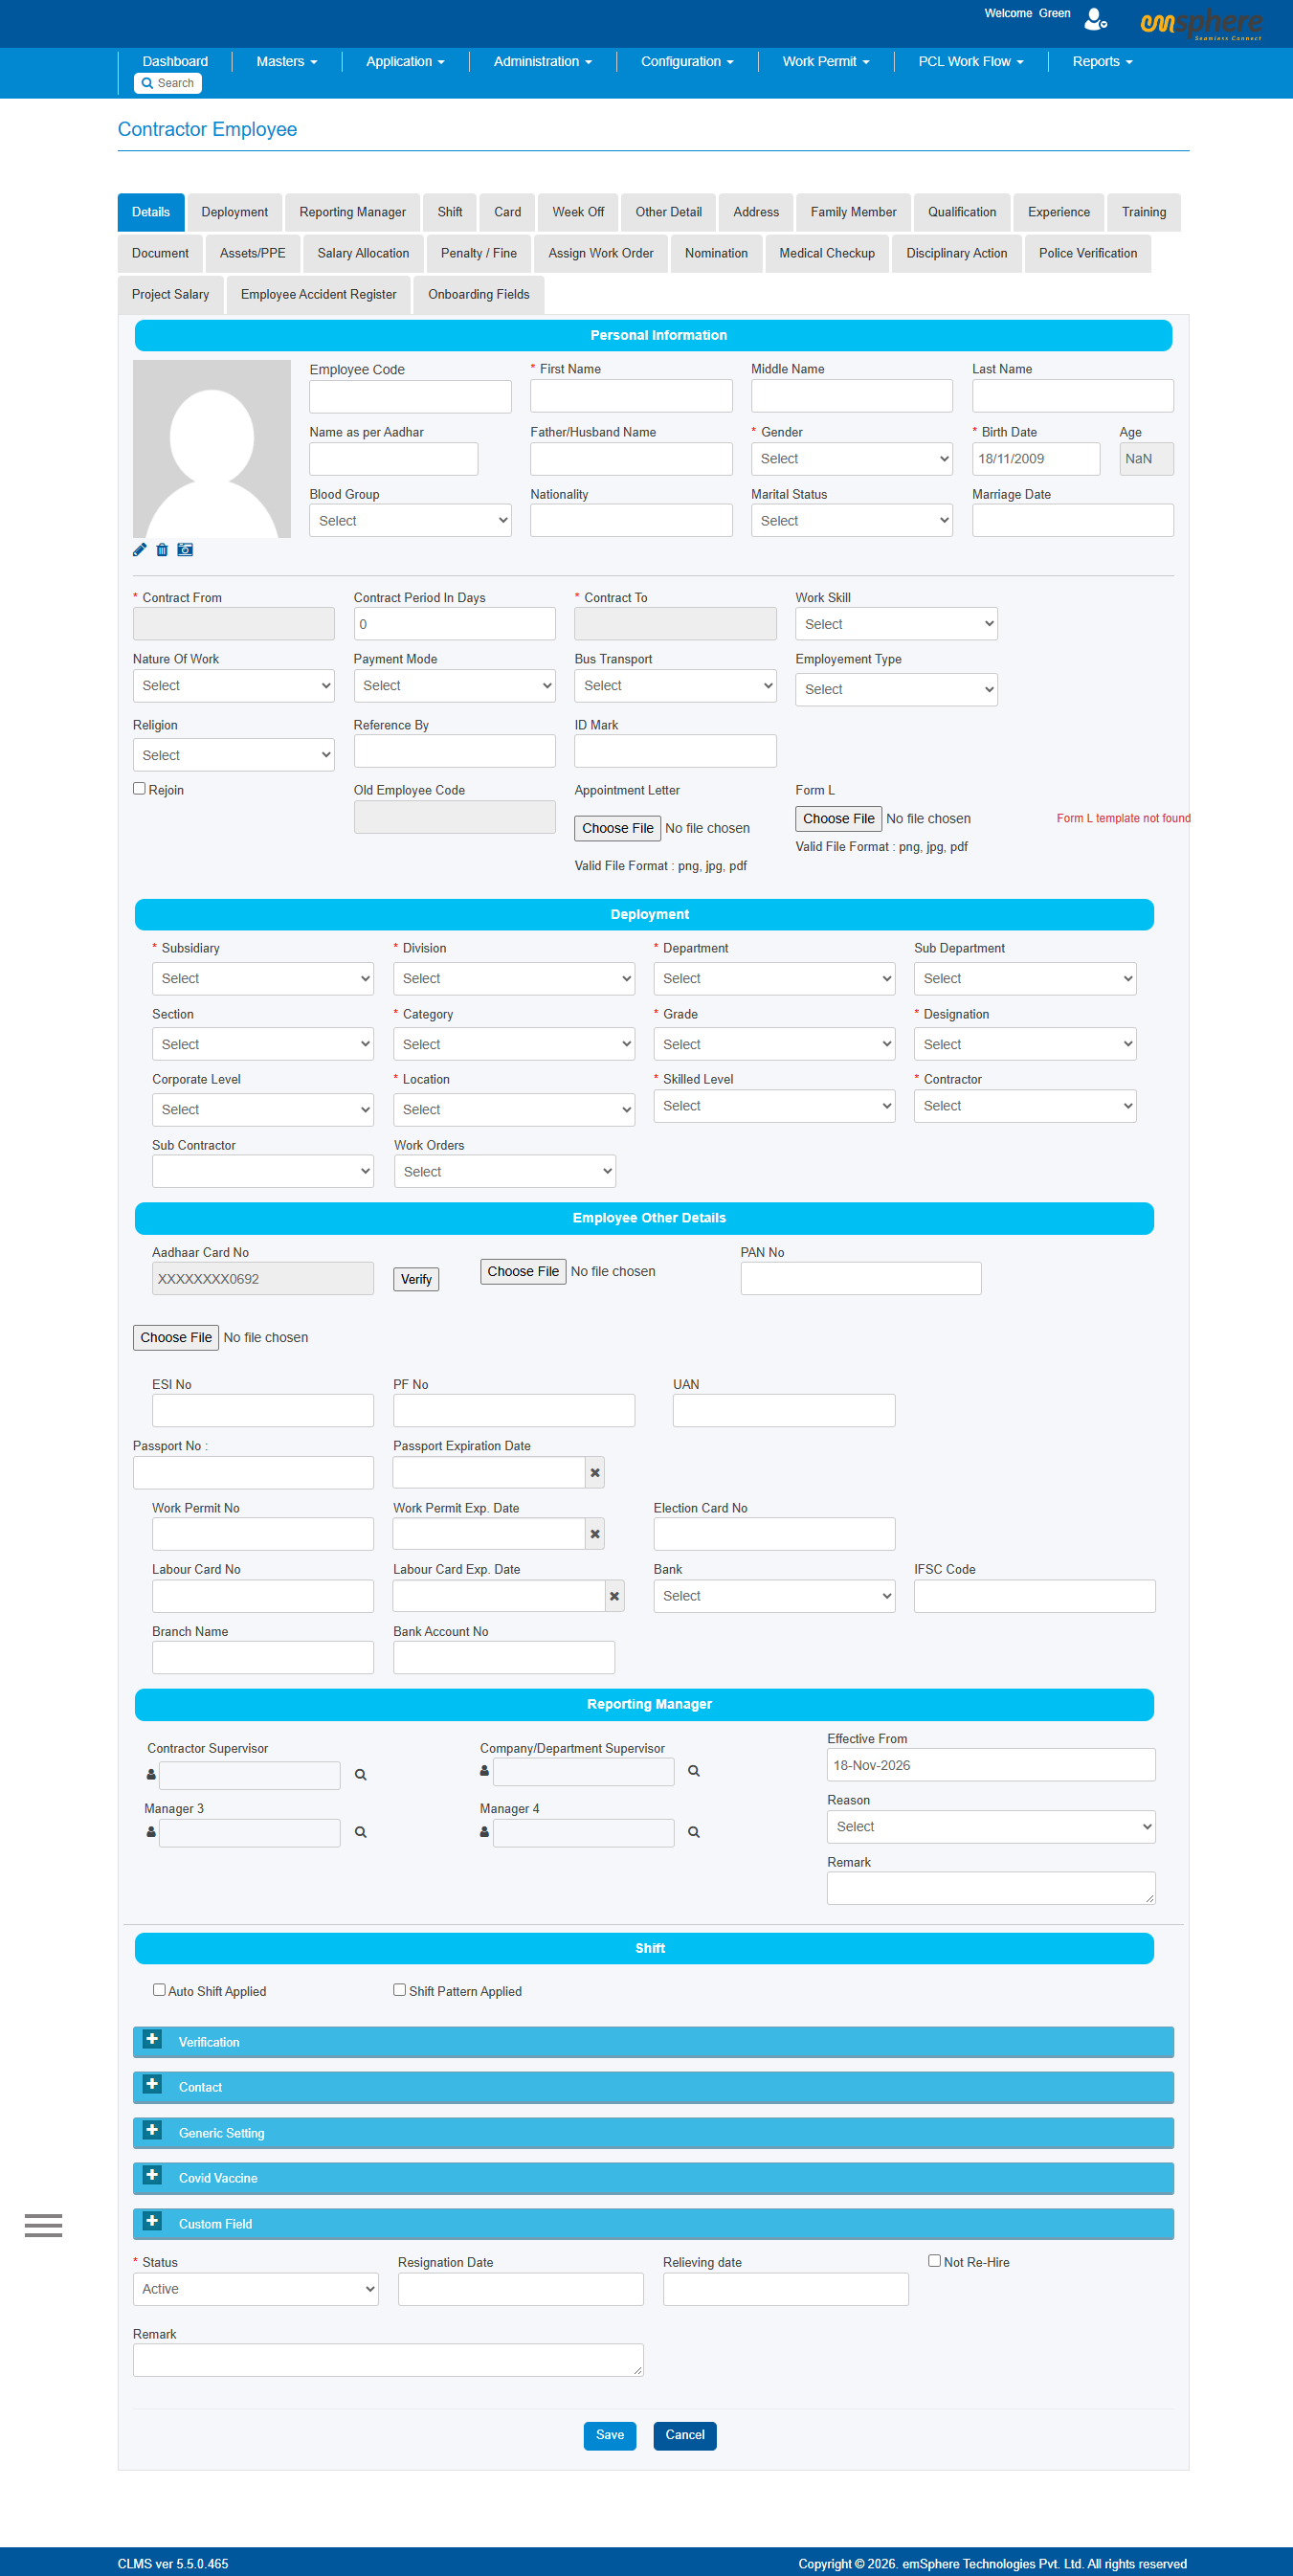 Welcome Green
emsphere
Seamless Connect
Dashboard Masters Application Administration Configuration Work Permit PCL Work Flow Reports
Search
Contractor Employee
Details Deployment Reporting Manager Shift Card Week Off Other Detail Address Family Member Qualification Experience Training
Document Assets/PPE Salary Allocation Penalty / Fine Assign Work Order Nomination Medical Checkup Disciplinary Action Police Verification
Project Salary Employee Accident Register Onboarding Fields
Personal Information
Employee Code * First Name Middle Name Last Name
Name as per Aadhar Father/Husband Name * Gender * Birth Date Age
Select 18/11/2009 NaN
Blood Group Nationality Marital Status Marriage Date
Select Select
* Contract From Contract Period In Days * Contract To Work Skill
0 Select
Nature Of Work Payment Mode Bus Transport Employement Type
Select Select Select Select
Religion Reference By ID Mark
Select
Rejoin Old Employee Code Appointment Letter Form L
Choose File No file chosen Choose File No file chosen Form L template not found
Valid File Format : png, jpg, pdf Valid File Format : png, jpg, pdf
Deployment
* Subsidiary * Division * Department Sub Department
Select Select Select Select
Section * Category * Grade * Designation
Select Select Select Select
Corporate Level * Location * Skilled Level * Contractor
Select Select Select Select
Sub Contractor Work Orders
Select
Employee Other Details
Aadhaar Card No PAN No
XXXXXXXX0692 Verify Choose File No file chosen
Choose File No file chosen
ESI No PF No UAN
Passport No : Passport Expiration Date
Work Permit No Work Permit Exp. Date Election Card No
Labour Card No Labour Card Exp. Date Bank IFSC Code
Select
Branch Name Bank Account No
Reporting Manager
Contractor Supervisor Company/Department Supervisor Effective From
18-Nov-2026
Manager 3 Manager 4 Reason
Select
Remark
Shift
Auto Shift Applied Shift Pattern Applied
Verification
Contact
Generic Setting
Covid Vaccine
Custom Field
* Status Resignation Date Relieving date Not Re-Hire
Active
Remark
Save Cancel
CLMS ver 5.5.0.465 Copyright © 2026. emSphere Technologies Pvt. Ltd. All rights reserved